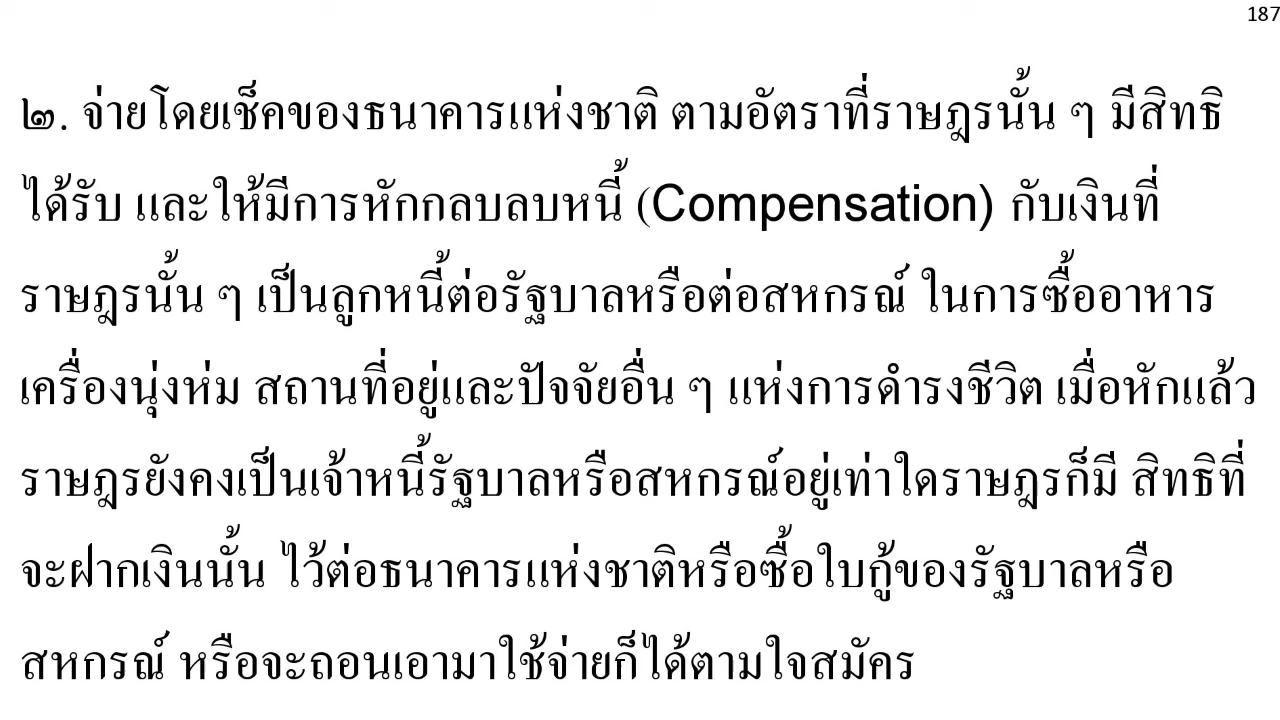 187
๒. จ่ายโดยเช็คของธนาคารแห่งชาติ ตามอัตราที่ราษฎรนั้น ๆ มีสิทธิ
ได้รับ และให้มีการหักกลบลบหนี้ (Compensation) กับเงินที่
ราษฎรนั้น ๆ เป็นลูกหนี้ต่อรัฐบาลหรือต่อสหกรณ์ ในการซื้ออาหาร
เครื่องนุ่งห่ม สถานที่อยู่และปัจจัยอื่น ๆ แห่งการดำรงชีวิต เมื่อหักแล้ว
ราษฎรยังคงเป็นเจ้าหนี้รัฐบาลหรือสหกรณ์อยู่เท่าใดราษฎรก็มี สิทธิที่
จะฝากเงินนั้น ไว้ต่อธนาคารแห่งชาติหรือซื้อใบกู้ของรัฐบาลหรือ
สหกรณ์ หรือจะถอนเอามาใช้จ่ายก็ได้ตามใจสมัคร